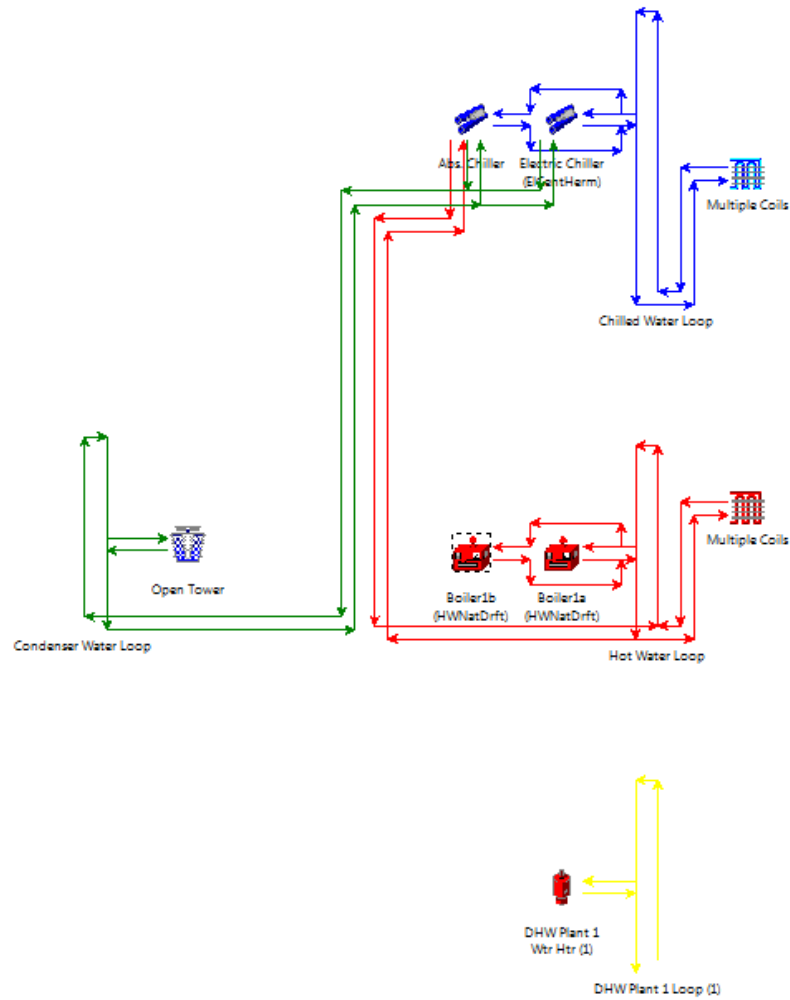 Abs. Chiller
Electric Chiller
(ElCentHerm)
Multiple Coils
Chilled Water Loop
Multiple Coils
Open Tower
Boiler1b
(HWNatDrft)
Boiler1a
(HWNatDrft)
Condenser Water Loop
Hot Water Loop
DHW Plant 1
Wtr Htr (1)
DHW Plant 1 Loop (1)